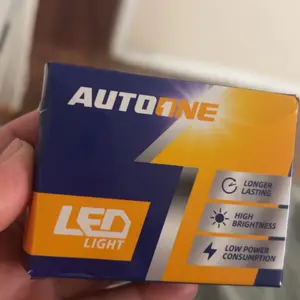 AUTOONE
LED
LIGHT
LONGER
LASTING
HIGH
BRIGHTNESS
LOW POWER
CONSUMPTION